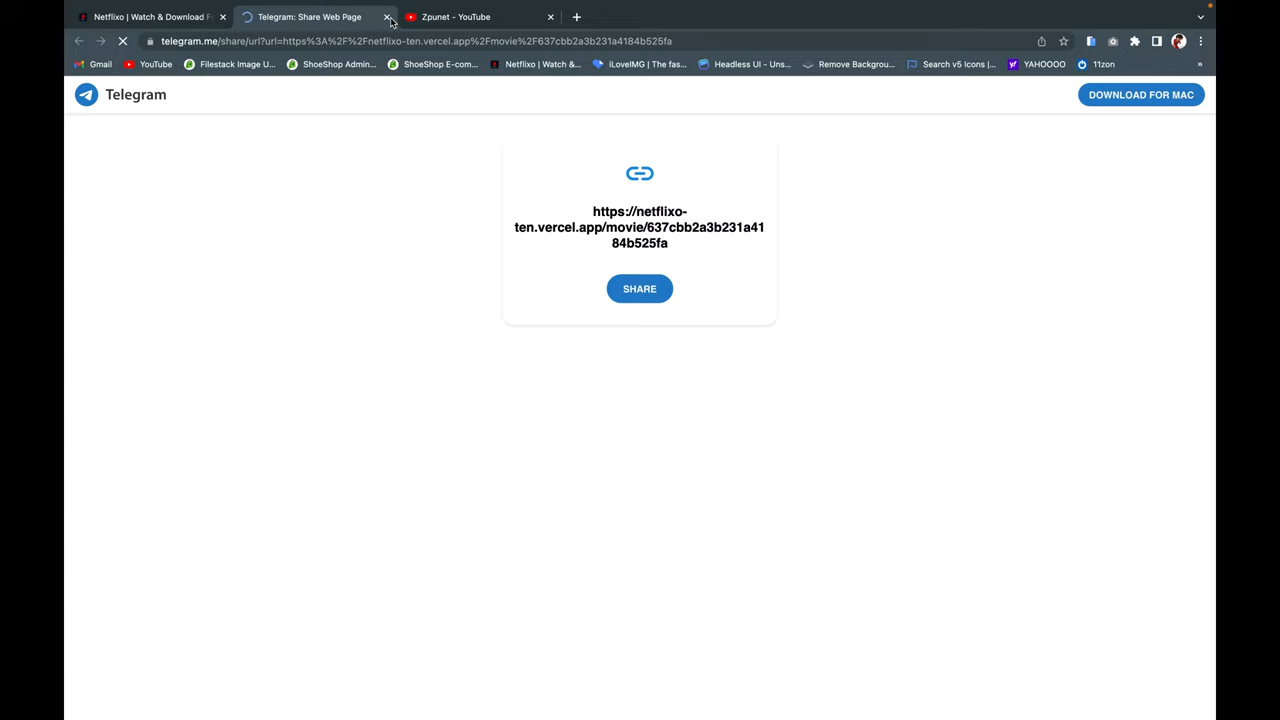 Netflixo | Watch & Download F
Telegram: Share Web Page
Zpunet - YouTube
telegram.me/share/url?url=https%3A%2F%2Fnetflixo-ten.vercel.app%2Fmovie%2F637cbb2a3b231a4184b525fa
Gmail
YouTube
Filestack Image U...
ShoeShop Admin...
ShoeShop E-com...
Netflixo | Watch &...
iLoveIMG | The fas...
Headless UI - Uns...
Remove Backgrou...
Search v5 Icons |...
YAHOOOO
11zon
»
Telegram
DOWNLOAD FOR MAC
https://netflixo-
ten.vercel.app/movie/637cbb2a3b231a41
84b525fa
SHARE